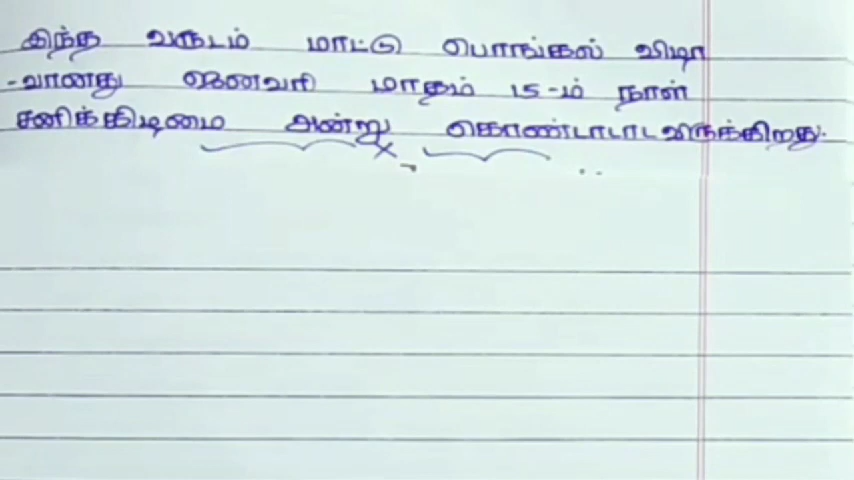 இந்த வருடம் மாட்டு பொங்கல் விழா
-வானது ஜனவரி மாதம் 15-ம் நாள்
சனிக்கிழமை அன்று கொண்டாடாடவிருக்கிறது.